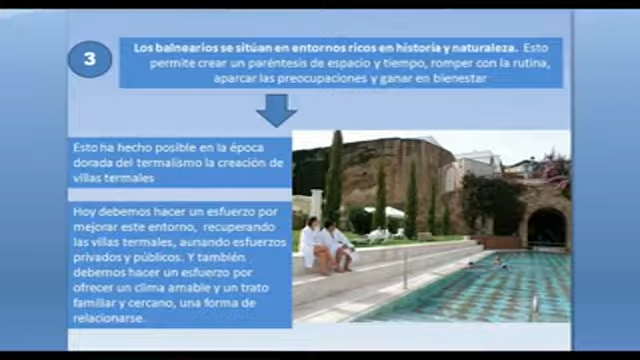 3
Los balnearios se sitúan en entornos ricos en historia y naturaleza. Esto
permite crear un paréntesis de espacio y tiempo, romper con la rutina,
aparcar las preocupaciones y ganar en bienestar
Esto ha hecho posible en la época
dorada del termalismo la creación de
villas termales
Hoy debemos hacer un esfuerzo por
mejorar este entorno, recuperando
las villas termales, aunando esfuerzos
privados y públicos. Y también
debemos hacer un esfuerzo por
ofrecer un clima amable y un trato
familiar y cercano, una forma de
relacionarse.